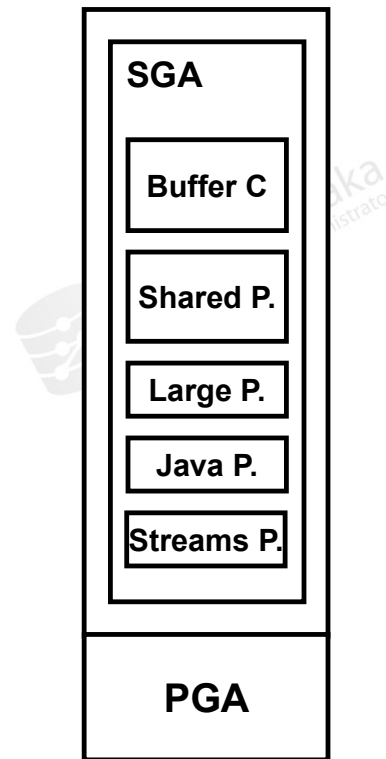 SGA
Buffer C
Shared P.
Large P.
Java P.
Streams P.
PGA